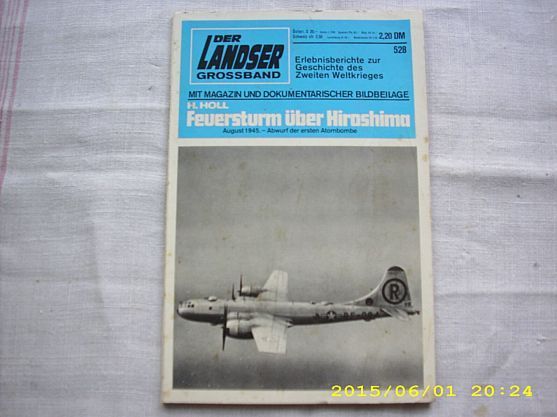 DER
LANDSER
GROSSBAND
2,20 DM
528
Erlebnisberichte zur
Geschichte des
Zweiten Weltkrieges
MIT MAGAZIN UND DOKUMENTARISCHER BILDBEILAGE
H. HOLL
Feuersturm über Hiroshima
August 1945. – Abwurf der ersten Atombombe
R
2015/06/01 20:24